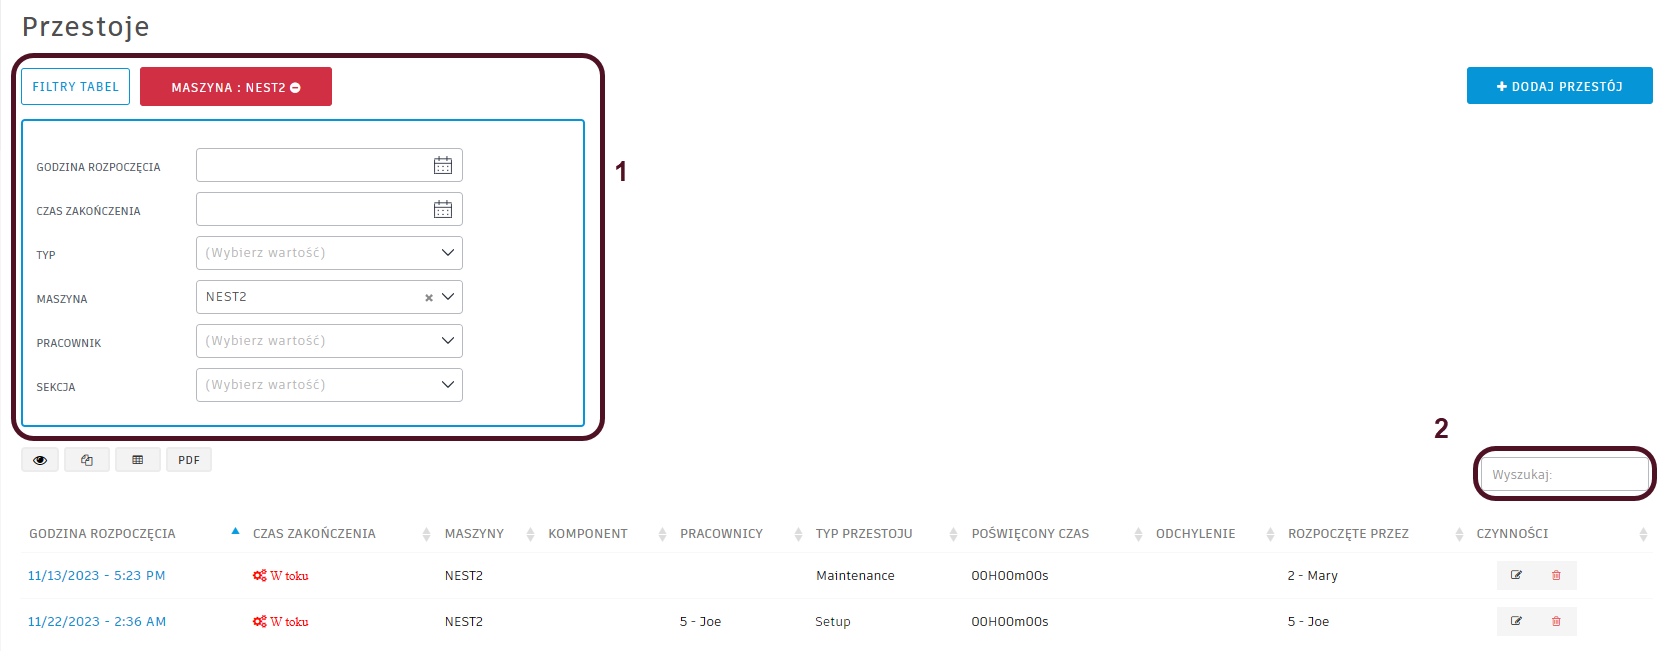 Przestoje
FILTRY TABEL
MASZYNA : NEST2
DODAJ PRZESTÓJ
1
GODZINA ROZPOCZĘCIA
CZAS ZAKOŃCZENIA
TYP (Wybierz wartość)
MASZYNA NEST2
PRACOWNIK (Wybierz wartość)
SEKCJA (Wybierz wartość)
2
PDF
Wyszukaj:
GODZINA ROZPOCZĘCIA CZAS ZAKOŃCZENIA MASZYNY KOMPONENT PRACOWNICY TYP PRZESTOJU POŚWIĘCONY CZAS ODCHYLENIE ROZPOCZĘTE PRZEZ CZYNNOŚCI
11/13/2023 - 5:23 PM W toku NEST2 Maintenance 00H00m00s 2 - Mary
11/22/2023 - 2:36 AM W toku NEST2 5 - Joe Setup 00H00m00s 5 - Joe